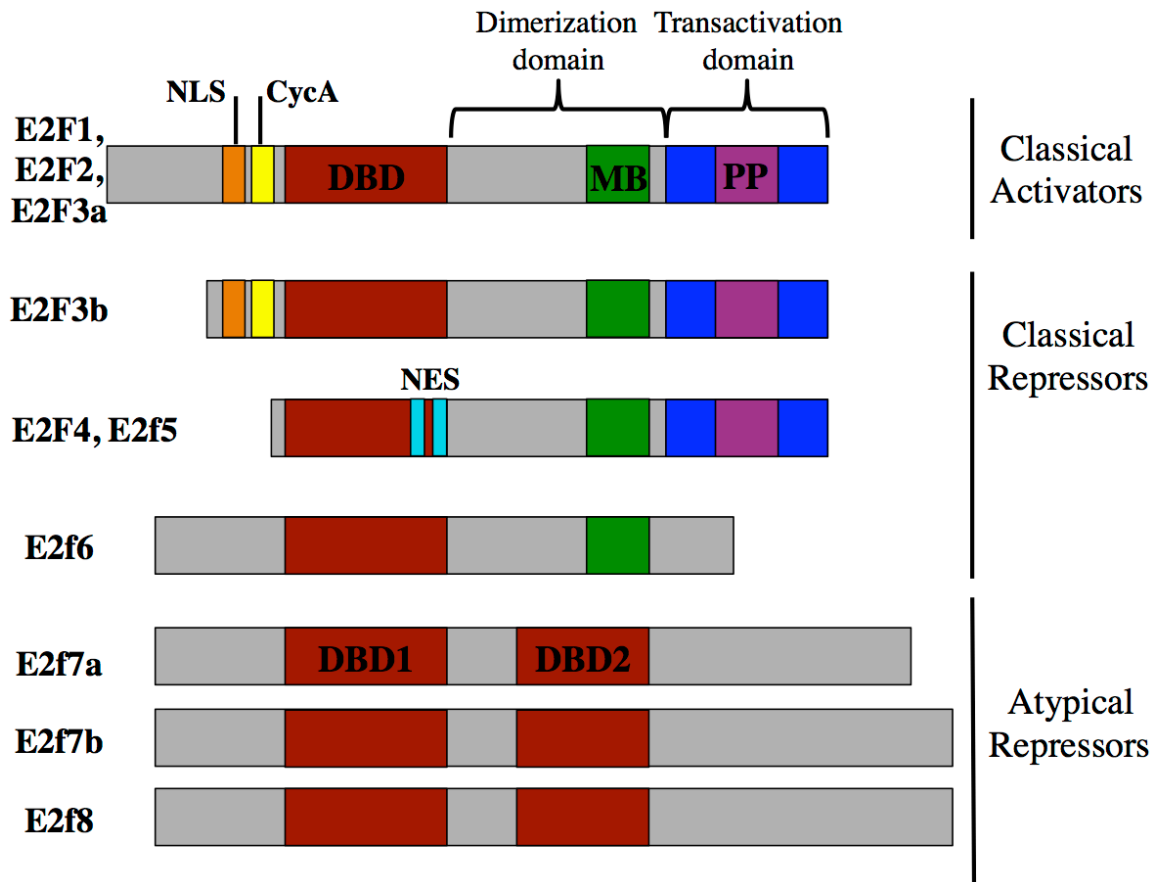 Dimerization domain
Transactivation domain
NLS
CycA
E2F1,
E2F2,
E2F3a
DBD
MB
PP
Classical
Activators
E2F3b
Classical
Repressors
NES
E2F4, E2f5
E2f6
E2f7a
DBD1
DBD2
E2f7b
Atypical
Repressors
E2f8